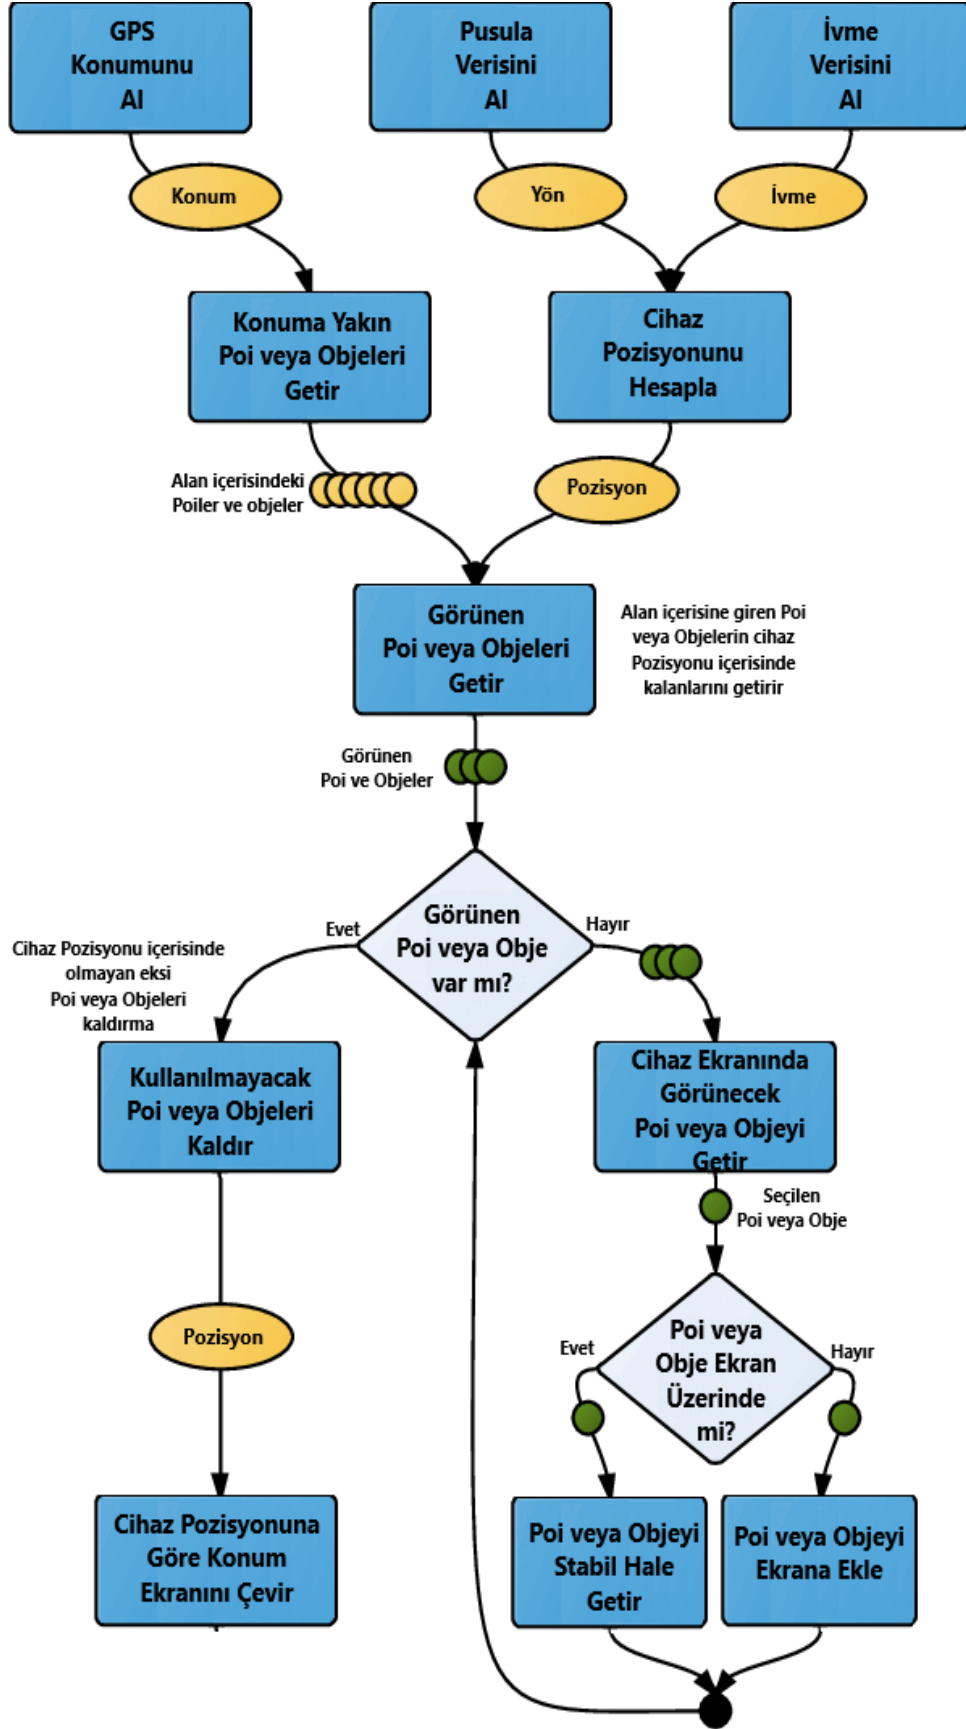 GPS
Konumunu
Al
Pusula
Verisini
Al
İvme
Verisini
Al
Konum
Yön
İvme
Konuma Yakın
Poi veya Objeleri
Getir
Cihaz
Pozisyonunu
Hesapla
Alan içerisindeki
Poiler ve objeler
Pozisyon
Görünen
Poi veya Objeleri
Getir
Alan içerisine giren Poi
veya Objelerin cihaz
Pozisyonu içerisinde
kalanlarını getirir
Görünen
Poi ve Objeler
Görünen
Poi veya Obje
var mı?
Evet
Hayır
Cihaz Pozisyonu içerisinde
olmayan eksi
Poi veya Objeleri
kaldırma
Kullanılmayacak
Poi veya Objeleri
Kaldır
Cihaz Ekranında
Görünecek
Poi veya Objeyi
Getir
Seçilen
Poi veya Obje
Pozisyon
Poi veya
Obje Ekran
Üzerinde
mi?
Evet
Hayır
Cihaz Pozisyonuna
Göre Konum
Ekranını Çevir
Poi veya Objeyi
Stabil Hale
Getir
Poi veya Objeyi
Ekrana Ekle